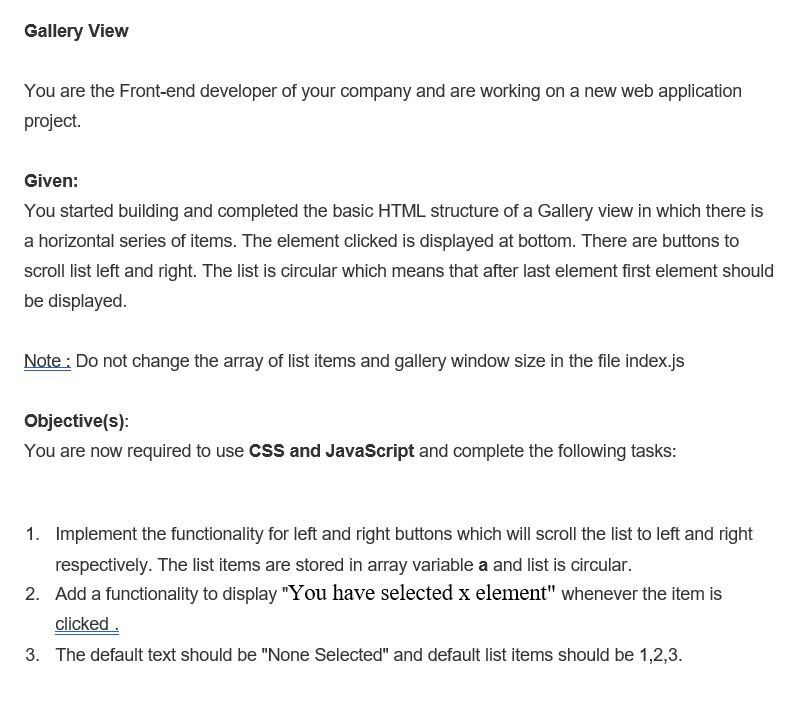 Gallery View
You are the Front-end developer of your company and are working on a new web application
project.
Given:
You started building and completed the basic HTML structure of a Gallery view in which there is
a horizontal series of items. The element clicked is displayed at bottom. There are buttons to
scroll list left and right. The list is circular which means that after last element first element should
be displayed.
Note : Do not change the array of list items and gallery window size in the file index.js
Objective(s):
You are now required to use CSS and JavaScript and complete the following tasks:
1. Implement the functionality for left and right buttons which will scroll the list to left and right
respectively. The list items are stored in array variable a and list is circular.
2. Add a functionality to display "You have selected x element" whenever the item is
clicked .
3. The default text should be "None Selected" and default list items should be 1,2,3.